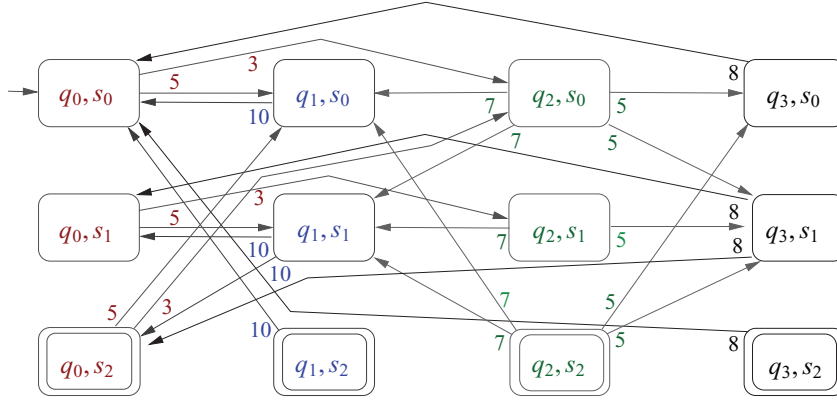 8
3
q0, s0 5 q1, s0 q2, s0 5 q3, s0
10 7
7 5
3 8
q0, s1 5 q1, s1 q2, s1 q3, s1
10 7 5 8
10
5 3 7 5
10 7 5 8
q0, s2 q1, s2 q2, s2 q3, s2